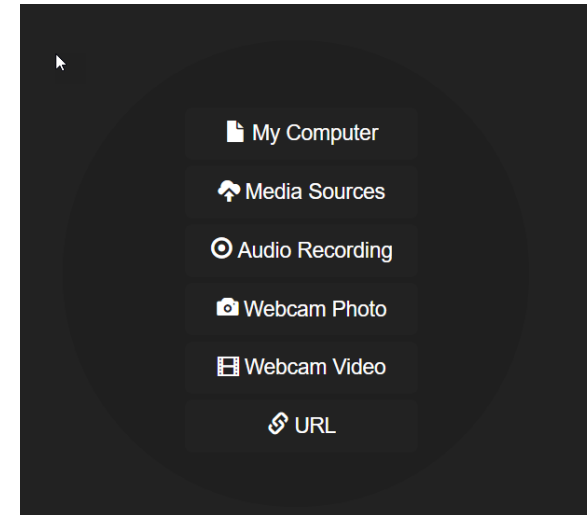 My Computer
Media Sources
Audio Recording
Webcam Photo
Webcam Video
URL